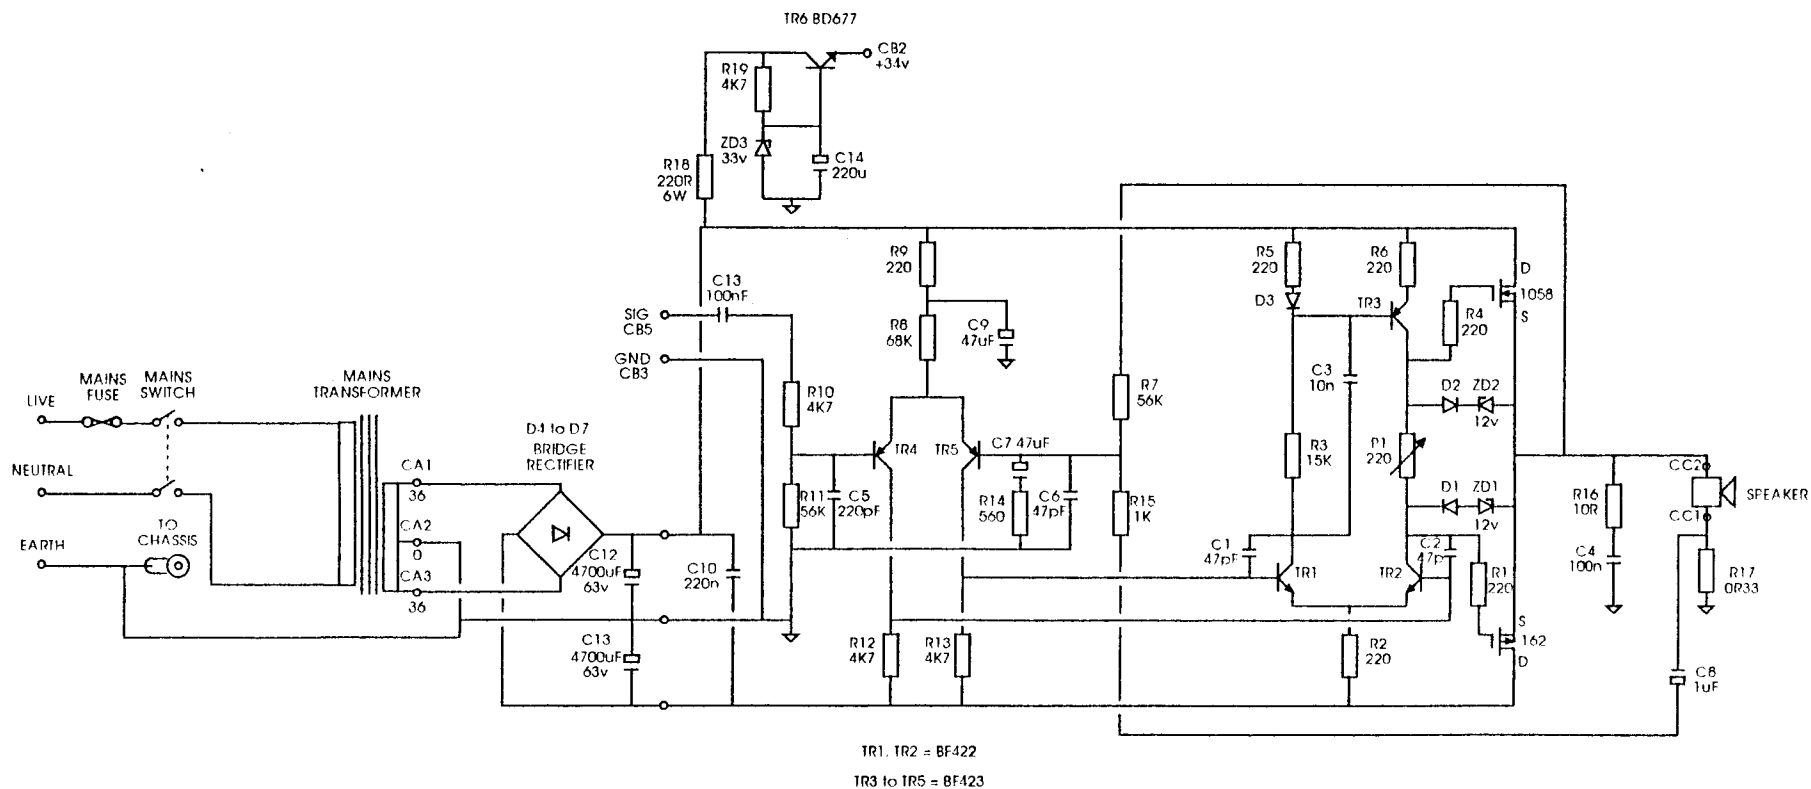 TR6 BD677
CB2
+34v
R19
4K7
ZD3
33v
C14
220u
R18
220R
6W
R9
220
R5
220
R6
220
D
1058
S
C13
100nF
D3
TR3
SIG
CB5
R8
68K
C9
47uF
R4
220
GND
CB3
MAINS
FUSE
MAINS
SWITCH
MAINS
TRANSFORMER
C3
10n
R10
4K7
R7
56K
D2
ZD2
12v
LIVE
D4 to D7
BRIDGE
RECTIFIER
TR4
TR5
C7 47uF
R3
15K
P1
220
NEUTRAL
CA1
36
CC2
SPEAKER
R11
56K
C5
220pF
R14
560
C6
47pF
R15
1K
D1
ZD1
12v
R16
10R
CC1
TO
CHASSIS
CA2
0
EARTH
C12
4700uF
63v
C10
220n
C1
47pF
C2
47p
C4
100n
R17
0R33
CA3
36
TR1
TR2
R1
220
C13
4700uF
63v
R12
4K7
R13
4K7
R2
220
S
162
D
C8
1uF
TR1. TR2 = BF422
TR3 to TR5 = BF423